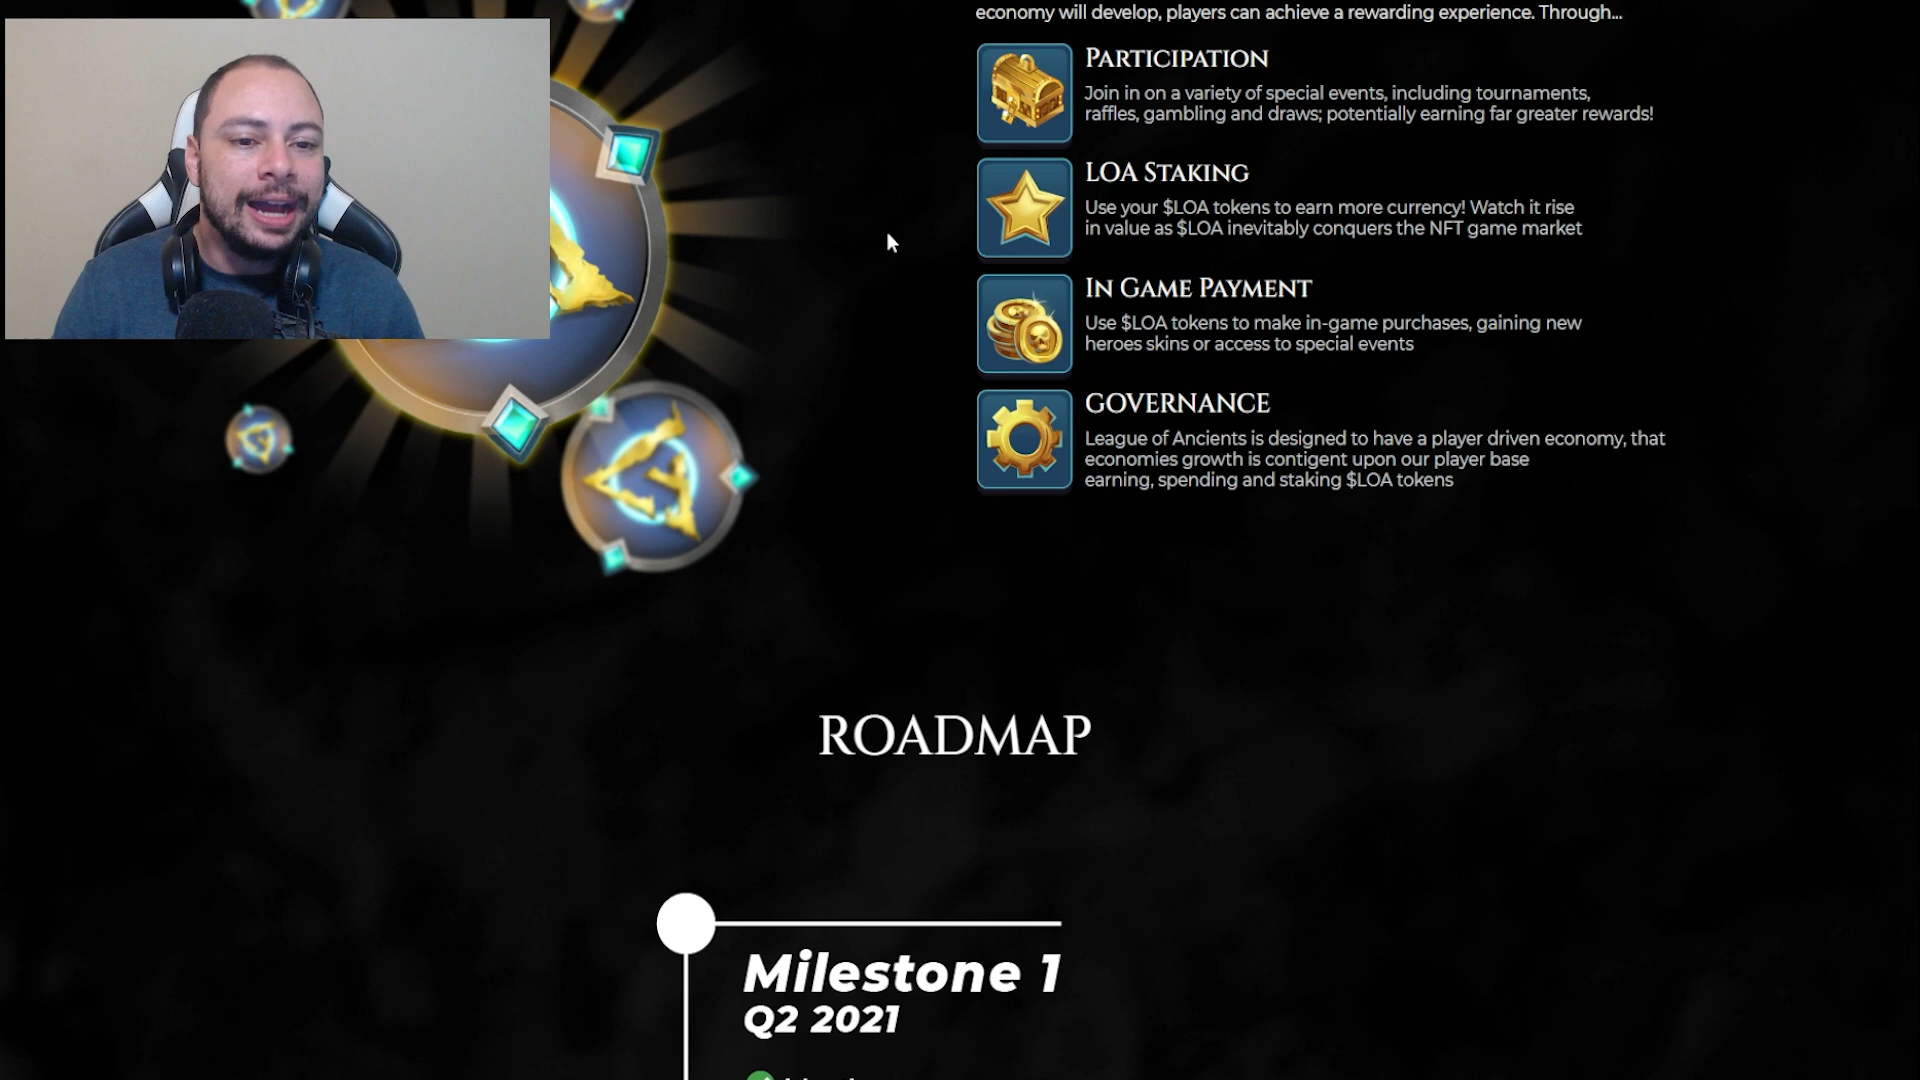 economy will develop, players can achieve a rewarding experience. Through...
Participation
Join in on a variety of special events, including tournaments,
raffles, gambling and draws; potentially earning far greater rewards!
LOA Staking
Use your $LOA tokens to earn more currency! Watch it rise
in value as $LOA inevitably conquers the NFT game market
In Game Payment
Use $LOA tokens to make in-game purchases, gaining new
heroes skins or access to special events
GOVERNANCE
League of Ancients is designed to have a player driven economy, that
economies growth is contigent upon our player base
earning, spending and staking $LOA tokens
ROADMAP
Milestone 1
Q2 2021